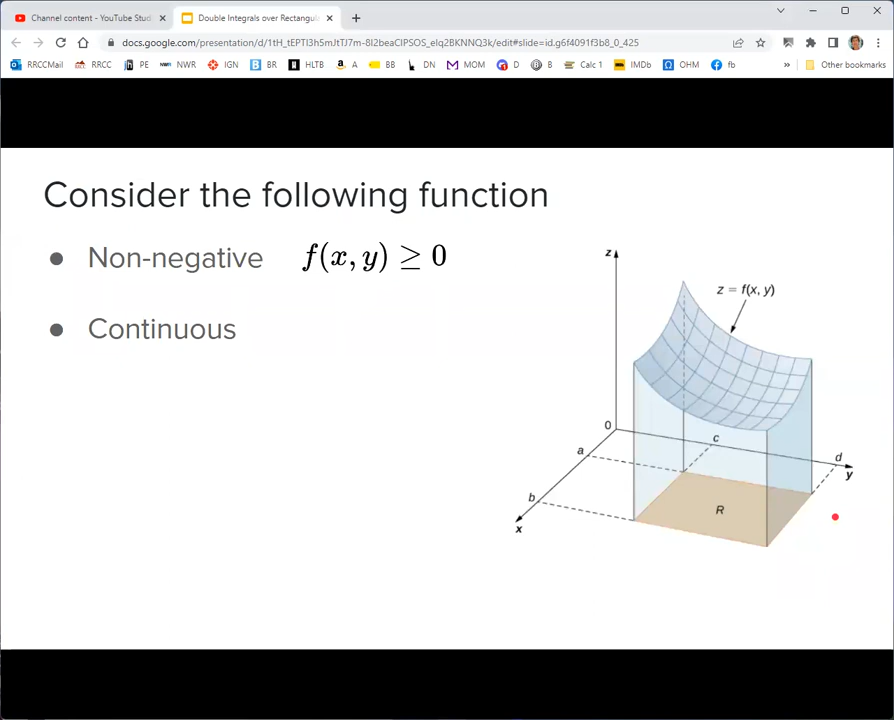 Channel content - YouTube Stud
Double Integrals over Rectangula
docs.google.com/presentation/d/1tH_tEPTI3h5mJtTJ7m-8I2beaClPSOS_elq2BKNNQ3k/edit#slide=id.g6f4091f3b8_0_425
RRCCMail RRCC PE NWR IGN BR HLTB A BB DN MOM D B Calc 1 IMDb OHM fb » Other bookmarks
Consider the following function
● Non-negative f(x, y) ≥ 0
● Continuous
z
z = f(x, y)
0
a
c
d
y
b
R
x